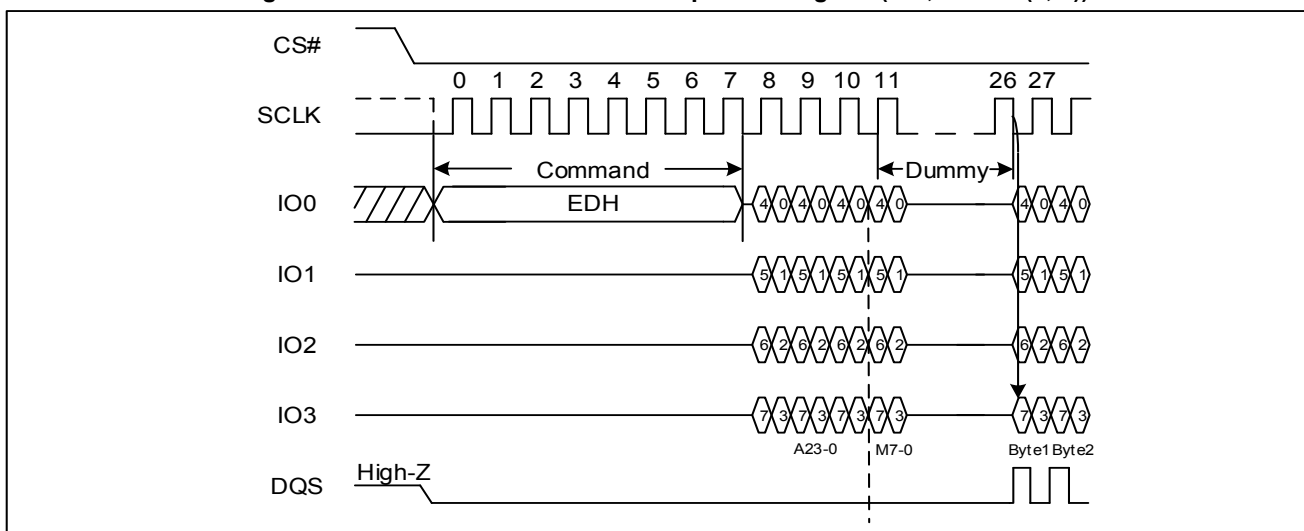 CS#
0 1 2 3 4 5 6 7 8 9 10 11 26 27
SCLK
Command
Dummy
IO0
EDH
4 0 4 0 4 0 4 0 4 0 4 0
IO1
5 1 5 1 5 1 5 1 5 1 5 1
IO2
6 2 6 2 6 2 6 2 6 2 6 2
IO3
7 3 7 3 7 3 7 3 7 3 7 3
A23-0 M7-0 Byte1 Byte2
High-Z
DQS